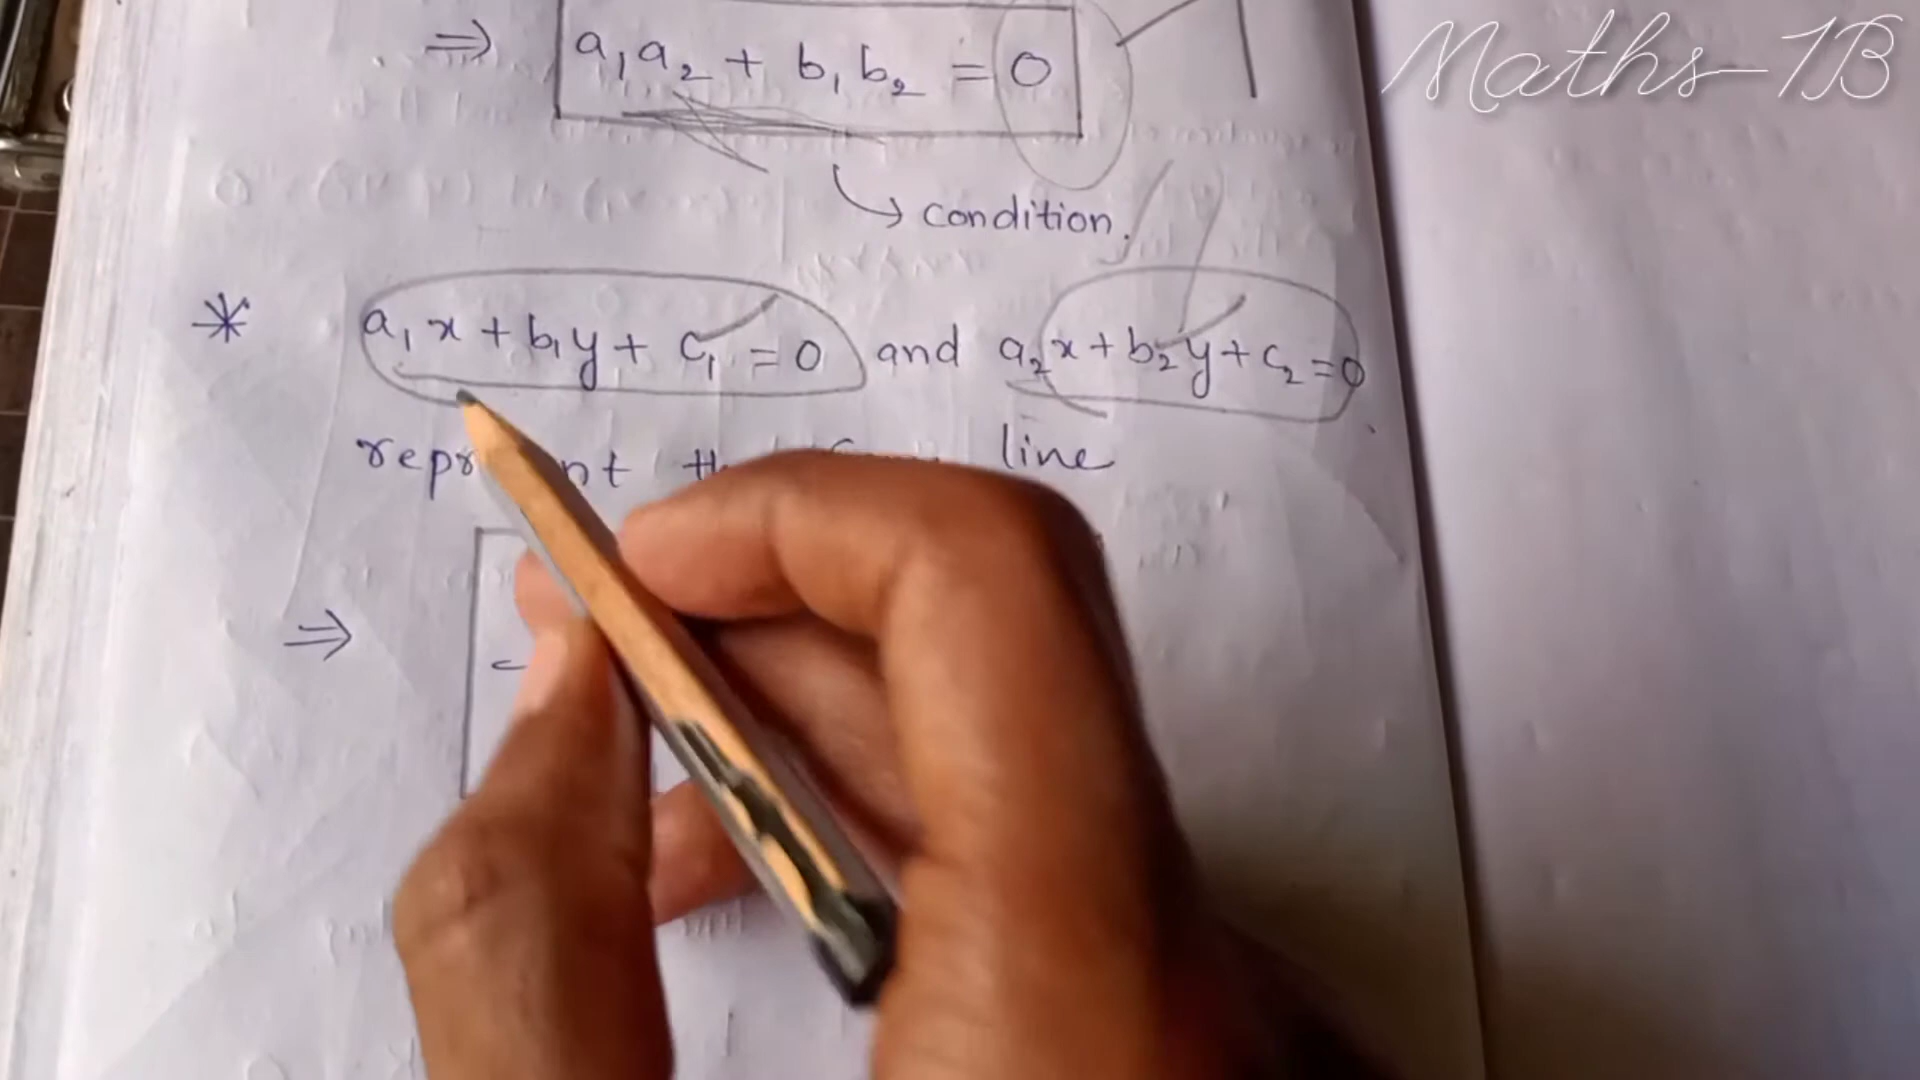 Maths-1B
⇒ a₁a₂ + b₁b₂ = 0
condition.
* a₁x + b₁y + c₁ = 0 and a₂x + b₂y + c₂ = 0
line
⇒